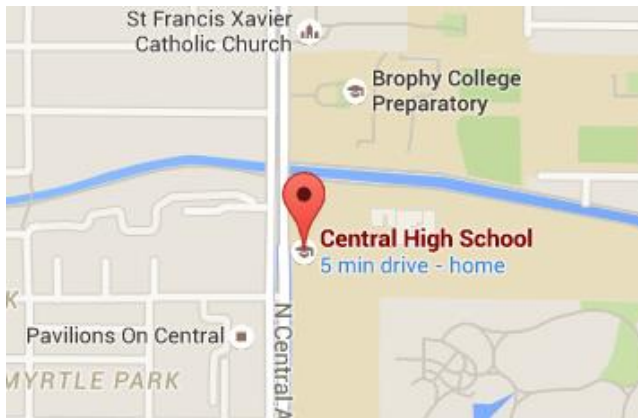 St Francis Xavier
Catholic Church
Brophy College
Preparatory
Central High School
5 min drive - home
Pavilions On Central
MYRTLE PARK
N Central A
K